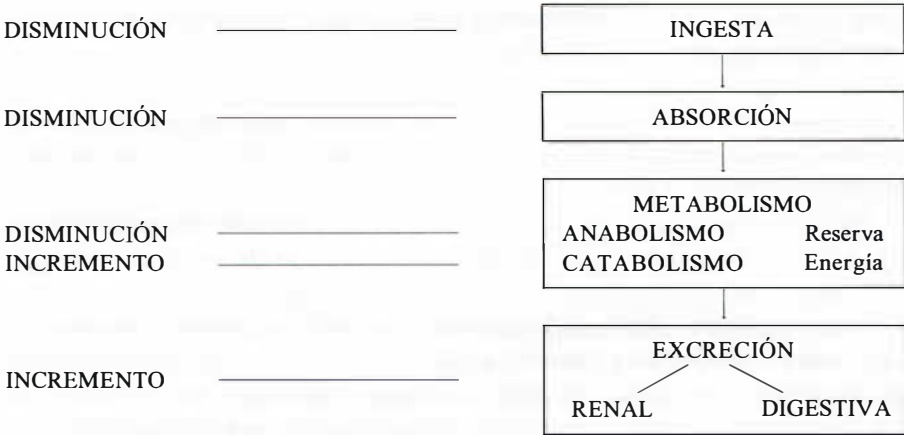 DISMINUCIÓN INGESTA
DISMINUCIÓN ABSORCIÓN
METABOLISMO
DISMINUCIÓN ANABOLISMO Reserva
INCREMENTO CATABOLISMO Energía
EXCRECIÓN
INCREMENTO
RENAL DIGESTIVA